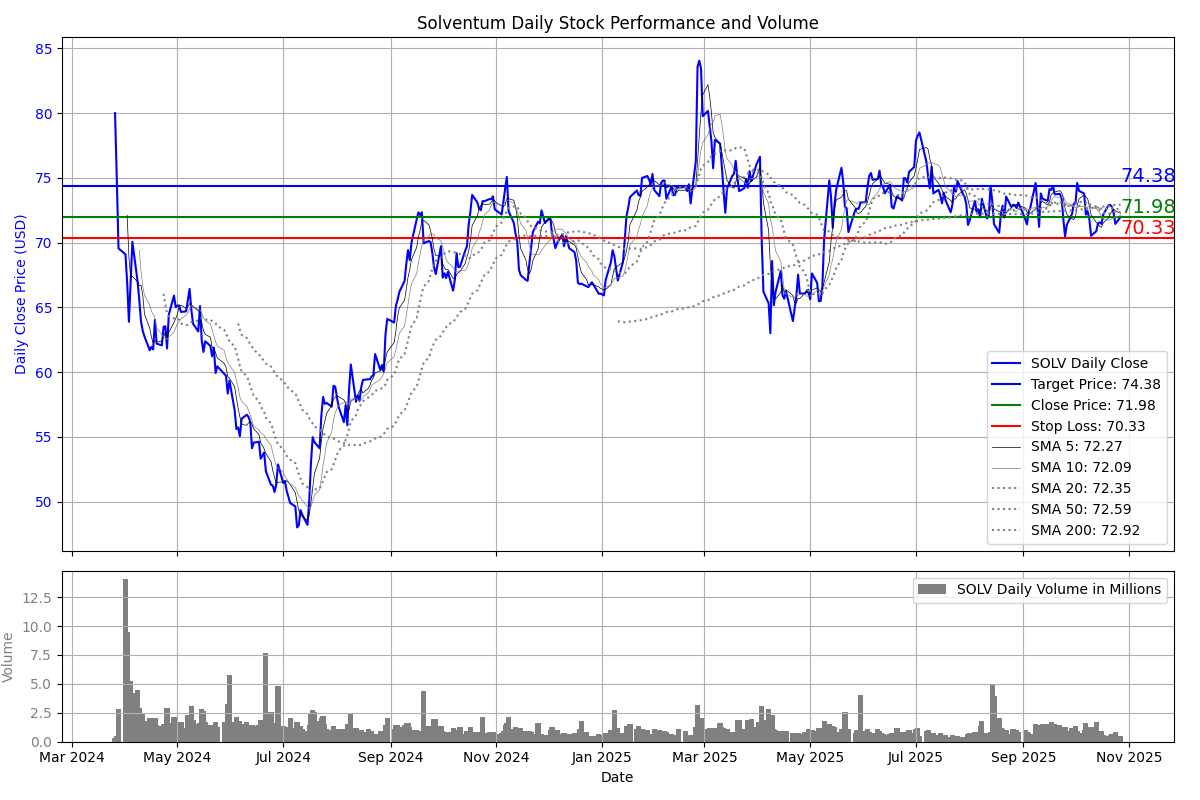 Solventum Daily Stock Performance and Volume
Daily Close Price (USD)
85
80
75
70
65
60
55
50
74.38
71.98
70.33
SOLV Daily Close
Target Price: 74.38
Close Price: 71.98
Stop Loss: 70.33
SMA 5: 72.27
SMA 10: 72.09
SMA 20: 72.35
SMA 50: 72.59
SMA 200: 72.92
Volume
12.5
10.0
7.5
5.0
2.5
0.0
SOLV Daily Volume in Millions
Mar 2024 May 2024 Jul 2024 Sep 2024 Nov 2024 Jan 2025 Mar 2025 May 2025 Jul 2025 Sep 2025 Nov 2025
Date